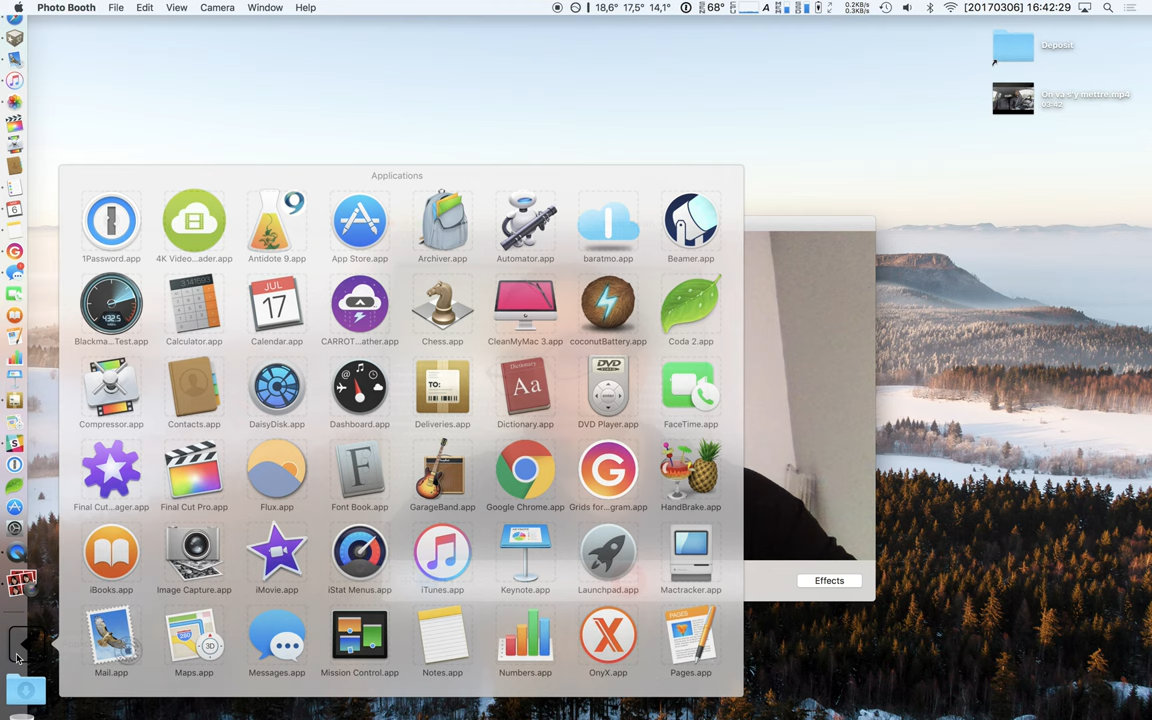 Photo Booth File Edit View Camera Window Help 18,6° 17,5° 14,1° 68° 0.2KB/s 0.3KB/s [20170306] 16:42:29
Deposit
On va s'y mettre.mp4
03:42
Applications
1Password.app 4K Video...ader.app Antidote 9.app App Store.app Archiver.app Automator.app baratmo.app Beamer.app
Blackma...Test.app Calculator.app Calendar.app CARROT...ather.app Chess.app CleanMyMac 3.app coconutBattery.app Coda 2.app
Compressor.app Contacts.app DaisyDisk.app Dashboard.app Deliveries.app Dictionary.app DVD Player.app FaceTime.app
Final Cut...ager.app Final Cut Pro.app Flux.app Font Book.app GarageBand.app Google Chrome.app Grids for...gram.app HandBrake.app
iBooks.app Image Capture.app iMovie.app iStat Menus.app iTunes.app Keynote.app Launchpad.app Mactracker.app
Effects
Mail.app Maps.app Messages.app Mission Control.app Notes.app Numbers.app OnyX.app Pages.app